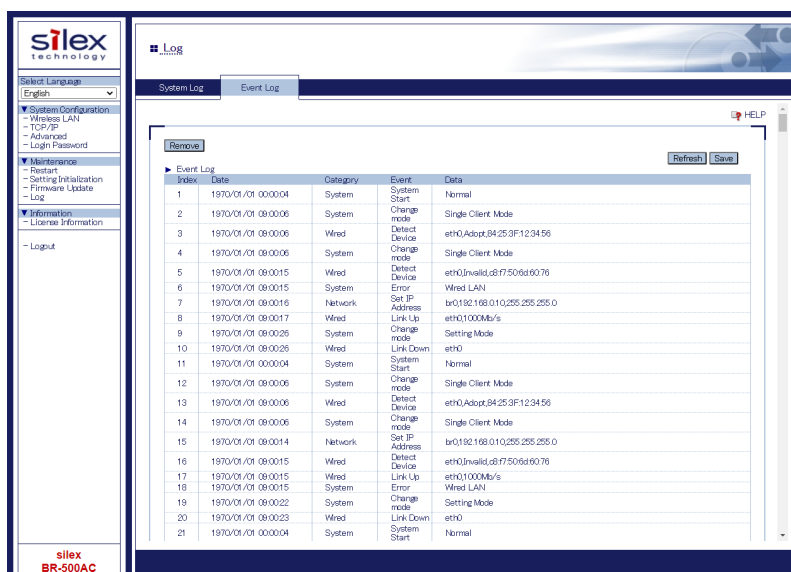 silex
technology
Select Language
English
▼ System Configuration
- Wireless LAN
- TCP/IP
- Advanced
- Login Password
▼ Maintenance
- Restart
- Setting Initialization
- Firmware Update
- Log
▼ Information
- License Information
- Logout
silex
BR-500AC
Log
System Log Event Log
HELP
Remove
Refresh Save
► Event Log
Index Date Category Event Data
1 1970/01/01 00:00:04 System System Start Normal
2 1970/01/01 09:00:06 System Change mode Single Client Mode
3 1970/01/01 09:00:06 Wired Detect Device eth0,Adopt,84:25:3F:12:34:56
4 1970/01/01 09:00:06 System Change mode Single Client Mode
5 1970/01/01 09:00:15 Wired Detect Device eth0,Invalid,c8:f7:50:6d:60:76
6 1970/01/01 09:00:15 System Error Wired LAN
7 1970/01/01 09:00:16 Network Set IP Address br0,192.168.0.10,255.255.255.0
8 1970/01/01 09:00:17 Wired Link Up eth0,1000Mb/s
9 1970/01/01 09:00:26 System Change mode Setting Mode
10 1970/01/01 09:00:26 Wired Link Down eth0
11 1970/01/01 00:00:04 System System Start Normal
12 1970/01/01 09:00:06 System Change mode Single Client Mode
13 1970/01/01 09:00:06 Wired Detect Device eth0,Adopt,84:25:3F:12:34:56
14 1970/01/01 09:00:06 System Change mode Single Client Mode
15 1970/01/01 09:00:14 Network Set IP Address br0,192.168.0.10,255.255.255.0
16 1970/01/01 09:00:15 Wired Detect Device eth0,Invalid,c8:f7:50:6d:60:76
17 1970/01/01 09:00:15 Wired Link Up eth0,1000Mb/s
18 1970/01/01 09:00:15 System Error Wired LAN
19 1970/01/01 09:00:22 System Change mode Setting Mode
20 1970/01/01 09:00:23 Wired Link Down eth0
21 1970/01/01 00:00:04 System System Start Normal